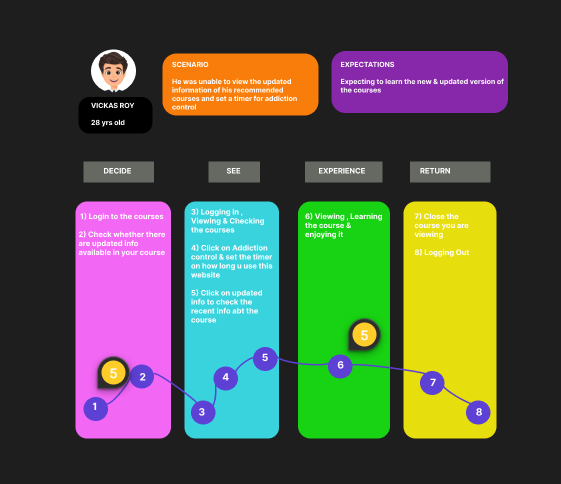 VICKAS ROY
28 yrs old
SCENARIO
He was unable to view the updated
information of his recommended
courses and set a timer for addiction
control
EXPECTATIONS
Expecting to learn the new & updated version of
the courses
DECIDE
SEE
EXPERIENCE
RETURN
1) Login to the courses
2) Check whether there
are updated info
available in your course
3) Logging in ,
Viewing & Checking
the courses
4) Click on Addiction
control & set the timer
on how long u use this
website
5) Click on updated
info to check the
recent info abt the
course
6) Viewing , Learning
the course &
enjoying it
7) Close the
course you are
viewing
8) Logging Out
5
1
2
3
4
5
5
6
7
8